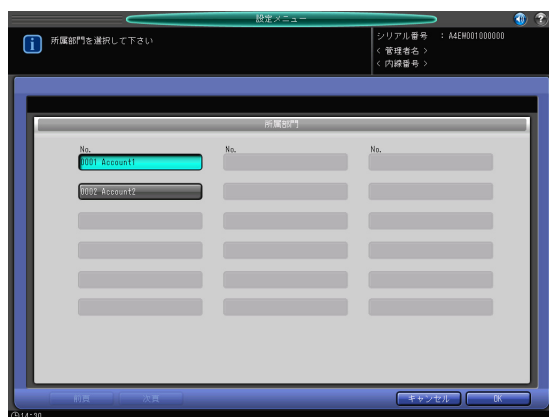 設定メニュー
所属部門を選択して下さい
シリアル番号 : A4EW001000000
< 管理者名 >
< 内線番号 >
所属部門
No. No. No.
0001 Account1
0002 Account2
前頁 次頁 キャンセル OK
14:30